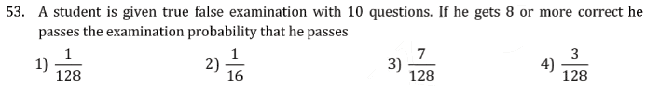 53. A student is given true false examination with 10 questions. If he gets 8 or more correct he
passes the examination probability that he passes
1) 1/128 2) 1/16 3) 7/128 4) 3/128